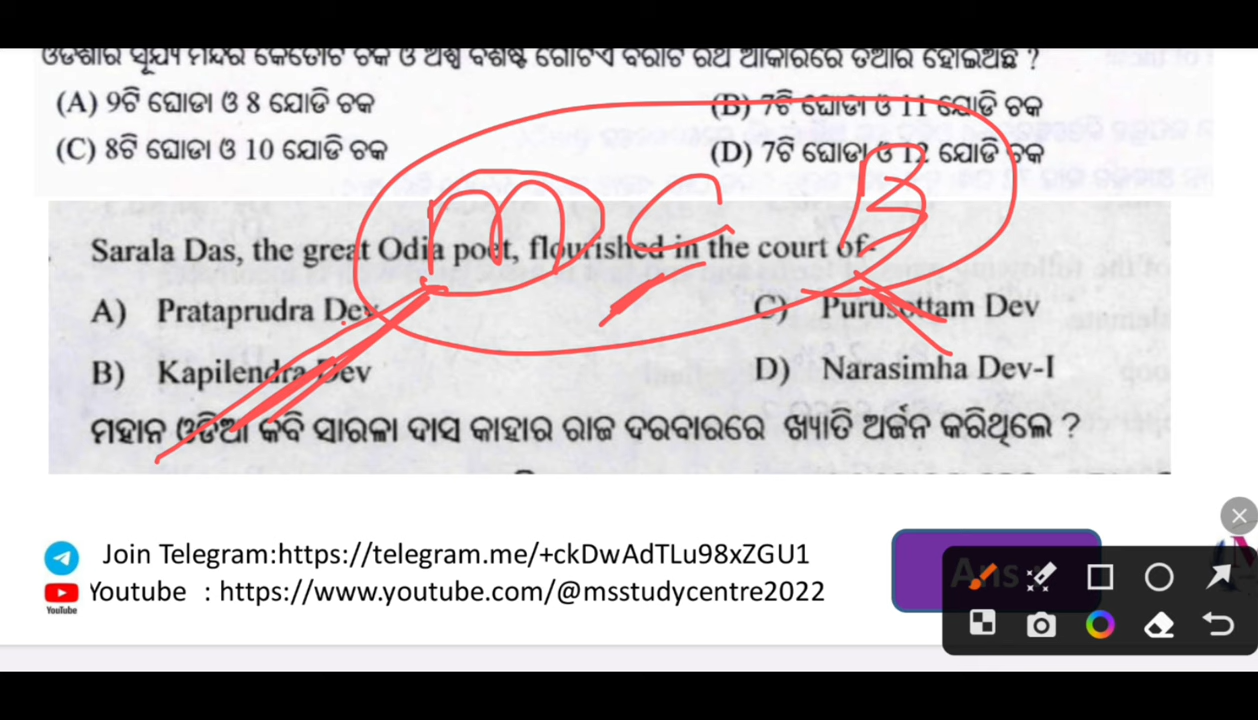 ଓଡିଶାର ସୂର୍ଯ୍ୟ ମନ୍ଦିର କେତୋଟି ଚକ ଓ ଅଶ୍ଵ ବିଶିଷ୍ଟ ଗୋଟିଏ ବିରାଟ ରଥ ଆକାରରେ ତିଆରି ହୋଇଅଛି ?
(A) 9ଟି ଘୋଡା ଓ 8 ଯୋଡି ଚକ (B) 7ଟି ଘୋଡା ଓ 11 ଯୋଡି ଚକ
(C) 8ଟି ଘୋଡା ଓ 10 ଯୋଡି ଚକ (D) 7ଟି ଘୋଡା ଓ 12 ଯୋଡି ଚକ
m C B
Sarala Das, the great Odia poet, flourished in the court of-
A) Prataprudra Dev C) Purusottam Dev
B) Kapilendra Dev D) Narasimha Dev-I
ମହାନ ଓଡିଆ କବି ସାରଳା ଦାସ କାହାର ରାଜ ଦରବାରରେ ଖ୍ୟାତି ଅର୍ଜନ କରିଥିଲେ ?
Join Telegram:https://telegram.me/+ckDwAdTLu98xZGU1
YouTube Youtube : https://www.youtube.com/@msstudycentre2022
Ans